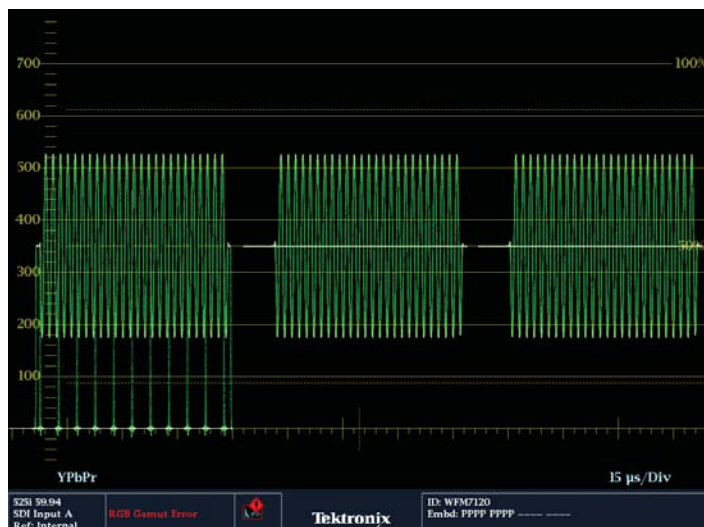 700
100%
600
500
400
300
50%
200
100
YPbPr
15 µs/Div
525i 59.94
SDI Input A
Ref: Internal
RGB Gamut Error
Tektronix
ID: WFM7120
Embd: PPPP PPPP ---- ----